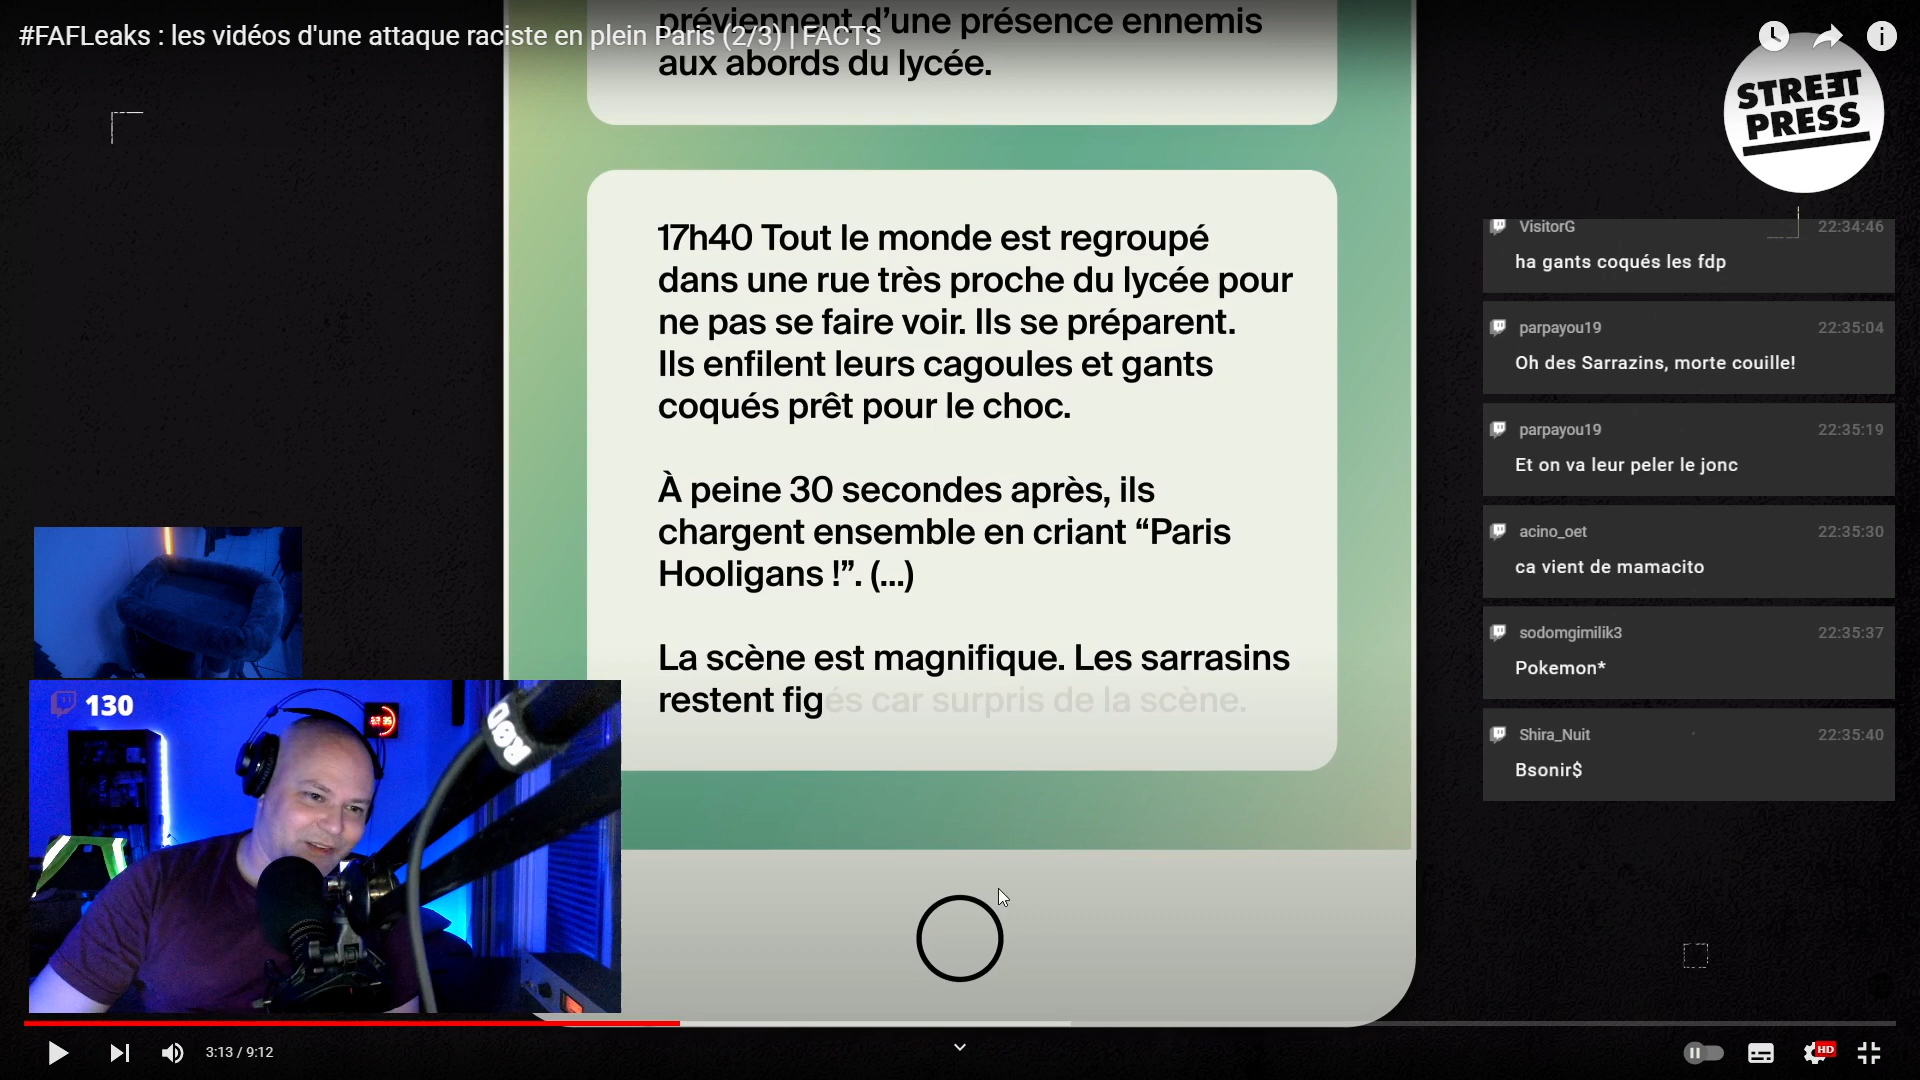 préviennent d'une présence ennemis
#FAFLeaks : les vidéos d'une attaque raciste en plein Paris (2/3) | FACTS
aux abords du lycée.
STREET
PRESS
17h40 Tout le monde est regroupé
dans une rue très proche du lycée pour
ne pas se faire voir. Ils se préparent.
Ils enfilent leurs cagoules et gants
coqués prêt pour le choc.
À peine 30 secondes après, ils
chargent ensemble en criant “Paris
Hooligans !”. (...)
La scène est magnifique. Les sarrasins
restent figés car surpris de la scène.
VisitorG 22:34:46
ha gants coqués les fdp
parpayou19 22:35:04
Oh des Sarrazins, morte couille!
parpayou19 22:35:19
Et on va leur peler le jonc
acino_oet 22:35:30
ca vient de mamacito
sodomgimilik3 22:35:37
Pokemon*
Shira_Nuit 22:35:40
Bsonir$
130
3:13 / 9:12
HD